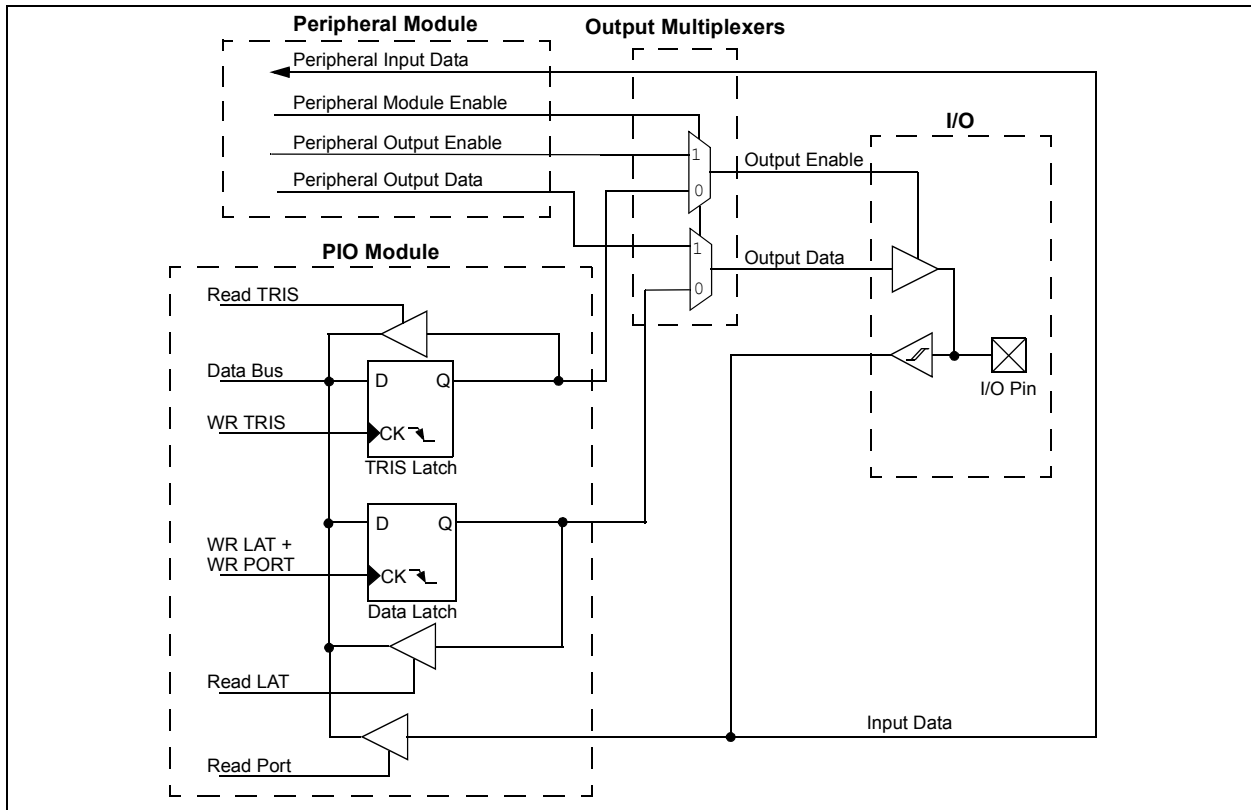 Peripheral Module
Output Multiplexers
Peripheral Input Data
Peripheral Module Enable
Peripheral Output Enable
Peripheral Output Data
1
0
1
0
Output Enable
Output Data
I/O
I/O Pin
PIO Module
Read TRIS
Data Bus
D
Q
WR TRIS
CK
TRIS Latch
D
Q
WR LAT +
WR PORT
CK
Data Latch
Read LAT
Input Data
Read Port